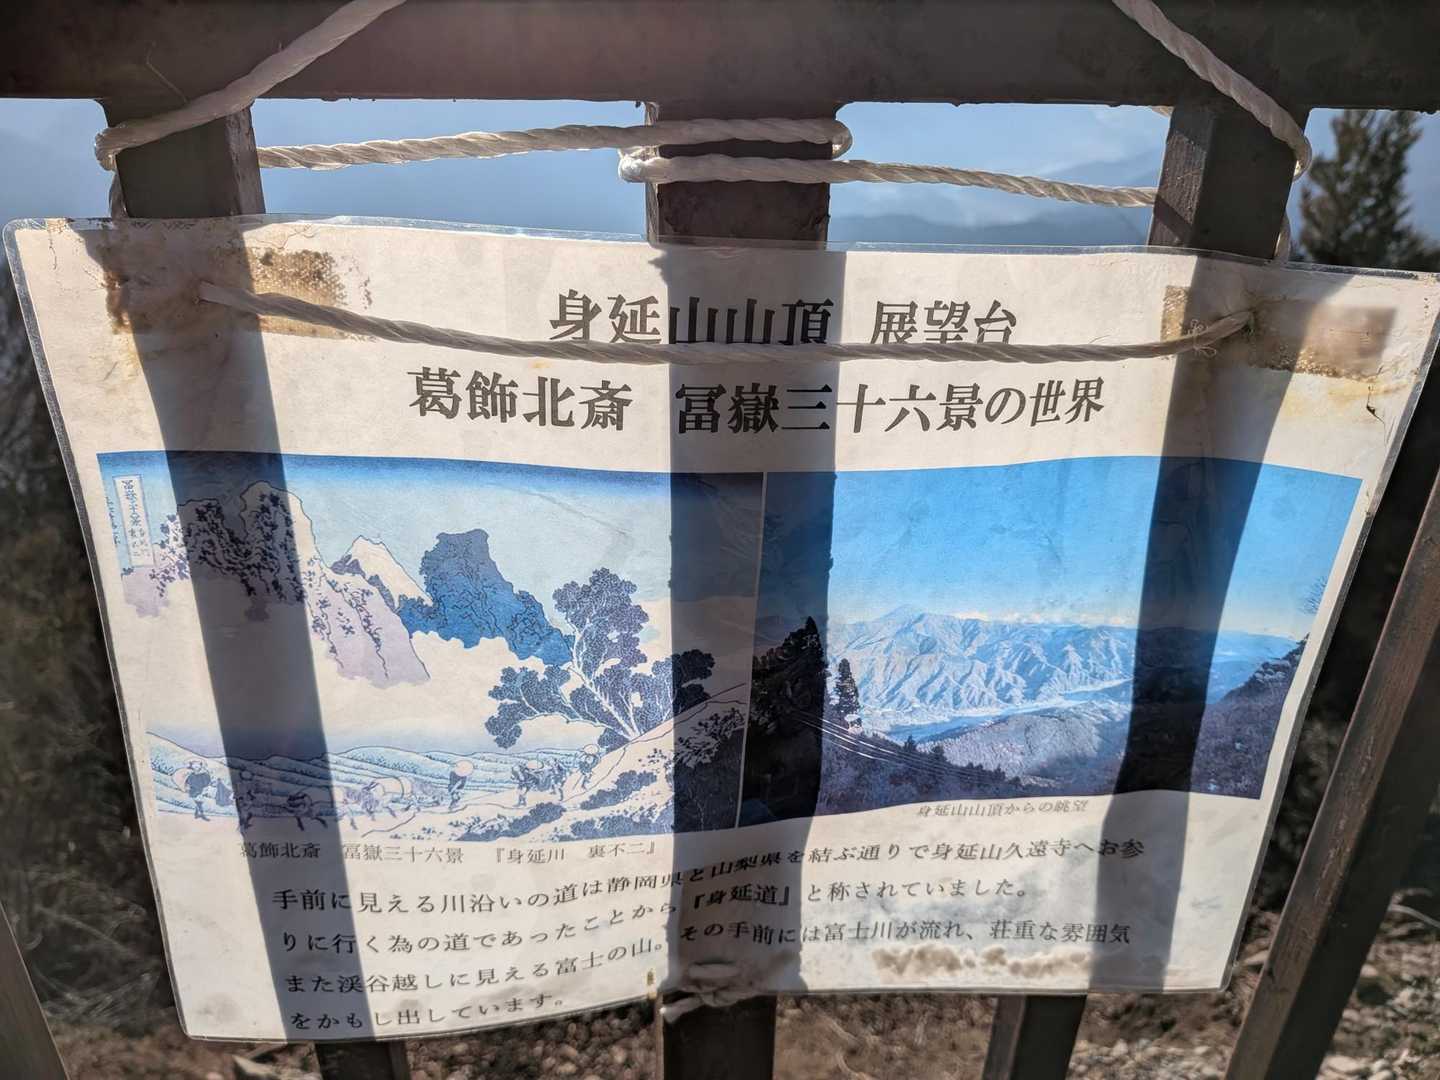 身延山山頂 展望台
葛飾北斎 冨嶽三十六景の世界
身延山山頂からの眺望
葛飾北斎 冨嶽三十六景 『身延川 裏不二』
手前に見える川沿いの道は静岡県と山梨県を結ぶ通りで身延山久遠寺へお参
りに行く為の道であったことから『身延道』と称されていました。
また渓谷越しに見える富士の山。その手前には富士川が流れ、荘重な雰囲気
をかもし出しています。